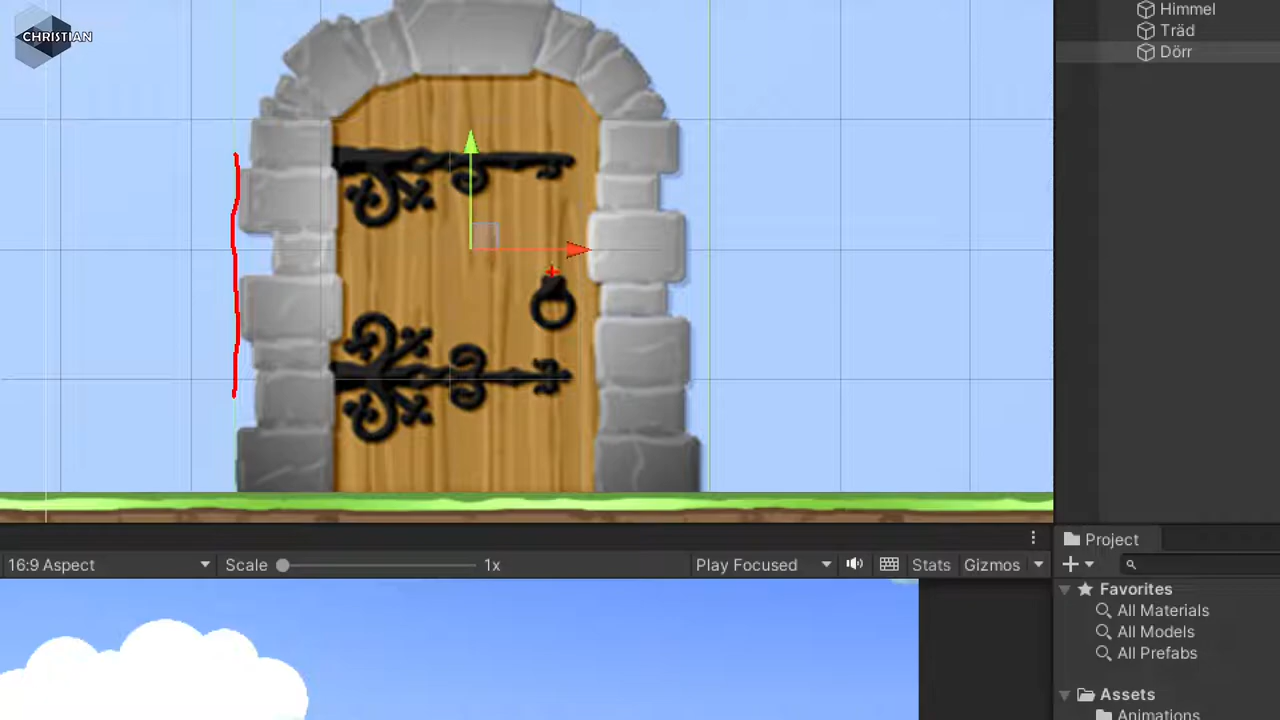 CHRISTIAN
Himmel
Träd
Dörr
Project
16:9 Aspect
Scale
1x
Play Focused
Stats
Gizmos
Favorites
All Materials
All Models
All Prefabs
Assets
Animations